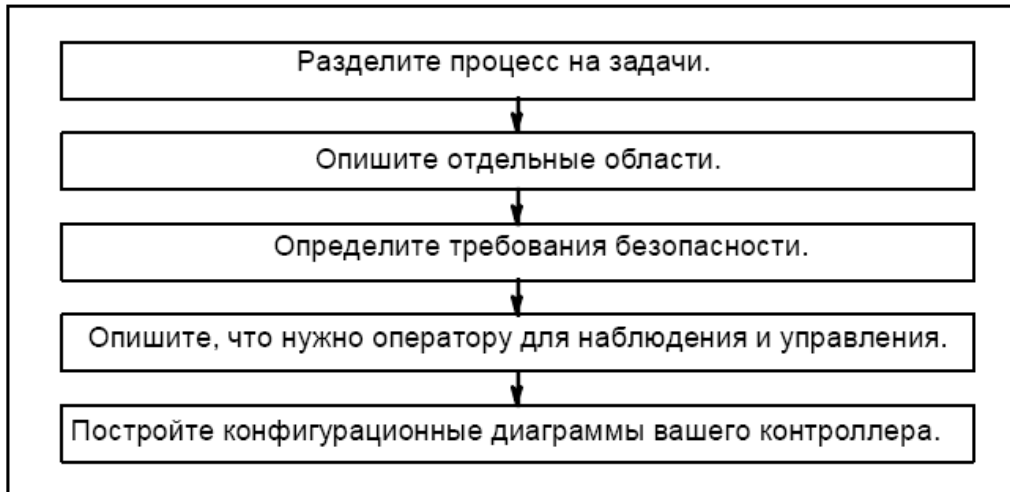 Разделите процесс на задачи.
Опишите отдельные области.
Определите требования безопасности.
Опишите, что нужно оператору для наблюдения и управления.
Постройте конфигурационные диаграммы вашего контроллера.